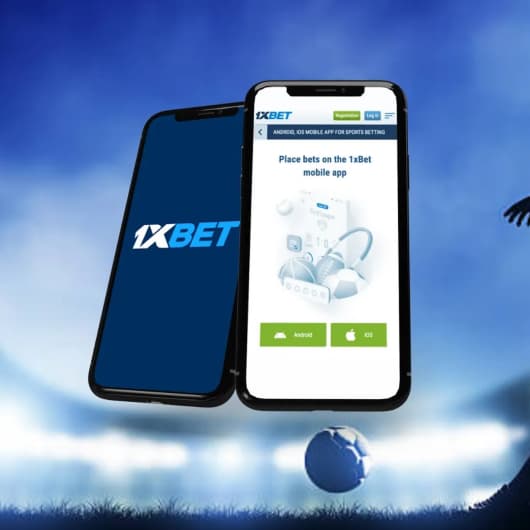 1XBET
1XBET
Registration
Log in
ANDROID, IOS MOBILE APP FOR SPORTS BETTING
Place bets on the 1xBet
mobile app
Android
iOS